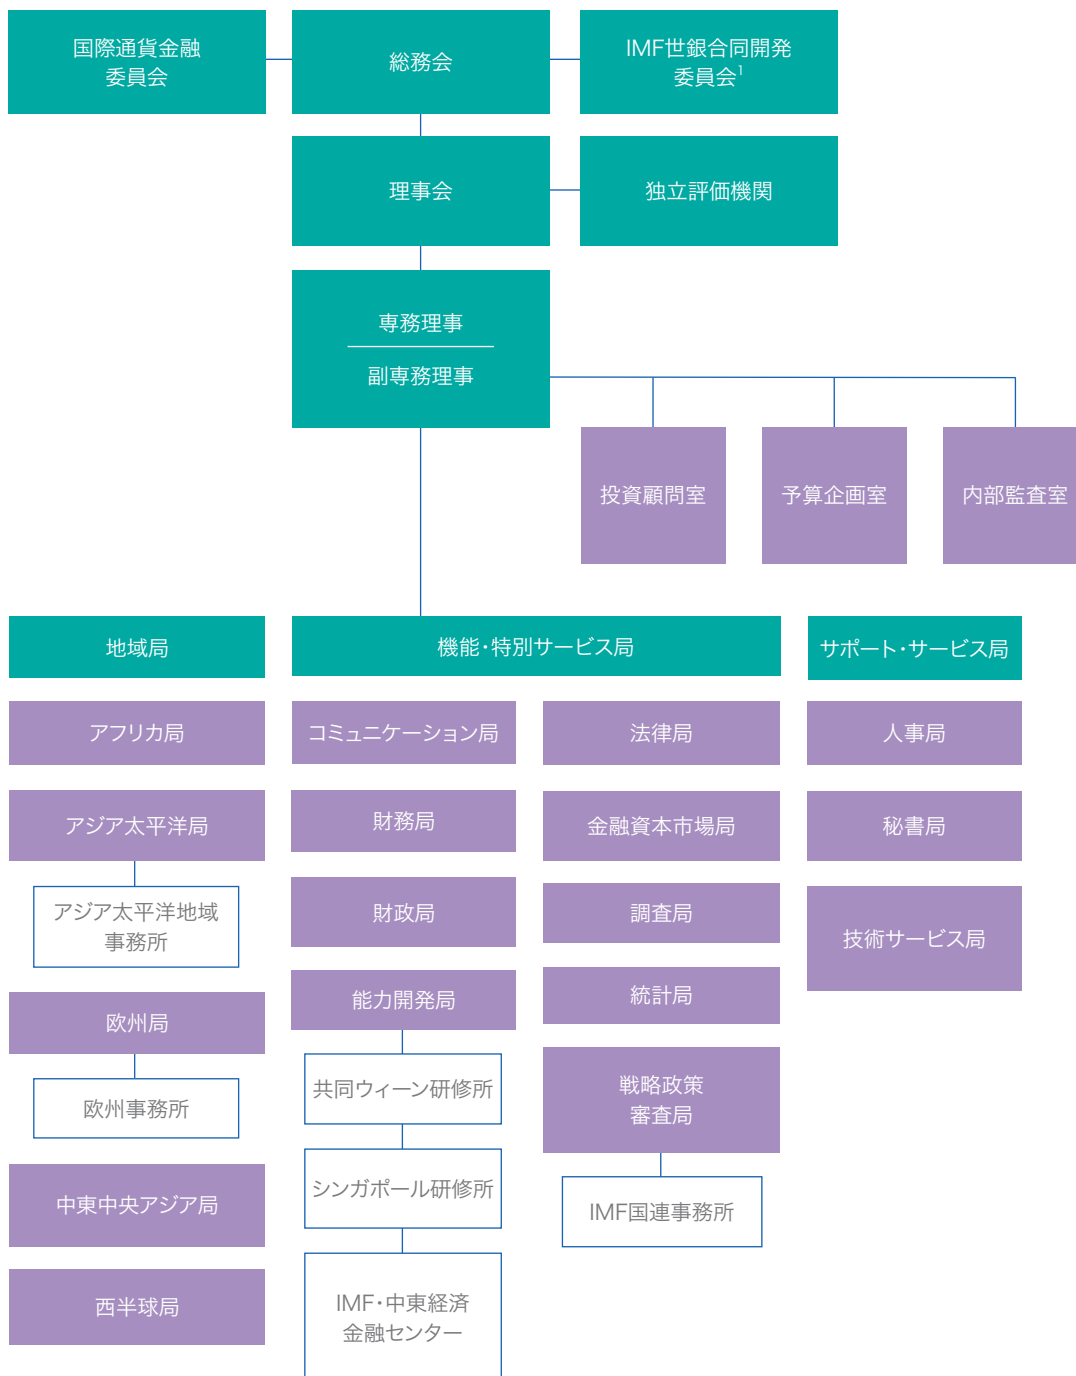 国際通貨金融
委員会
総務会
IMF世銀合同開発
委員会1
理事会
独立評価機関
専務理事
副専務理事
投資顧問室
予算企画室
内部監査室
地域局
機能・特別サービス局
サポート・サービス局
アフリカ局
コミュニケーション局
法律局
人事局
アジア太平洋局
財務局
金融資本市場局
秘書局
アジア太平洋地域
事務所
財政局
調査局
技術サービス局
欧州局
能力開発局
統計局
欧州事務所
共同ウィーン研修所
戦略政策
審査局
中東中央アジア局
シンガポール研修所
IMF国連事務所
西半球局
IMF・中東経済
金融センター